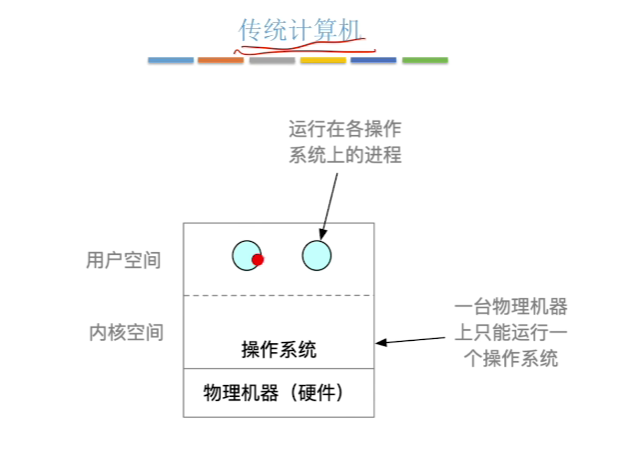 传统计算机
运行在各操作
系统上的进程
用户空间
内核空间
一台物理机器
上只能运行一
个操作系统
操作系统
物理机器（硬件）